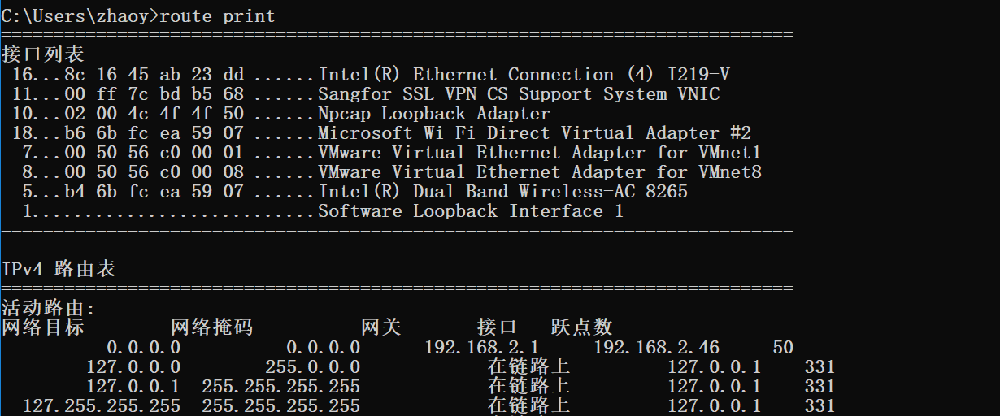 C:\Users\zhaoy>route print
===========================================================================
接口列表
 16...8c 16 45 ab 23 dd ......Intel(R) Ethernet Connection (4) I219-V
 11...00 ff 7c bd b5 68 ......Sangfor SSL VPN CS Support System VNIC
 10...02 00 4c 4f 4f 50 ......Npcap Loopback Adapter
 18...b6 6b fc ea 59 07 ......Microsoft Wi-Fi Direct Virtual Adapter #2
  7...00 50 56 c0 00 01 ......VMware Virtual Ethernet Adapter for VMnet1
  8...00 50 56 c0 00 08 ......VMware Virtual Ethernet Adapter for VMnet8
  5...b4 6b fc ea 59 07 ......Intel(R) Dual Band Wireless-AC 8265
  1...........................Software Loopback Interface 1
===========================================================================
IPv4 路由表
===========================================================================
活动路由:
网络目标        网络掩码          网关       接口   跃点数
          0.0.0.0          0.0.0.0      192.168.2.1     192.168.2.46     50
        127.0.0.0        255.0.0.0            在链路上         127.0.0.1    331
        127.0.0.1  255.255.255.255            在链路上         127.0.0.1    331
  127.255.255.255  255.255.255.255            在链路上         127.0.0.1    331